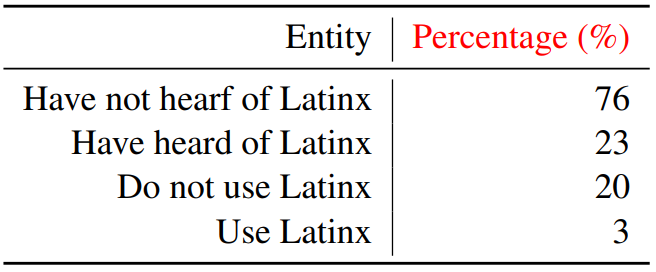 Entity Percentage (%)
Have not hearf of Latinx 76
Have heard of Latinx 23
Do not use Latinx 20
Use Latinx 3